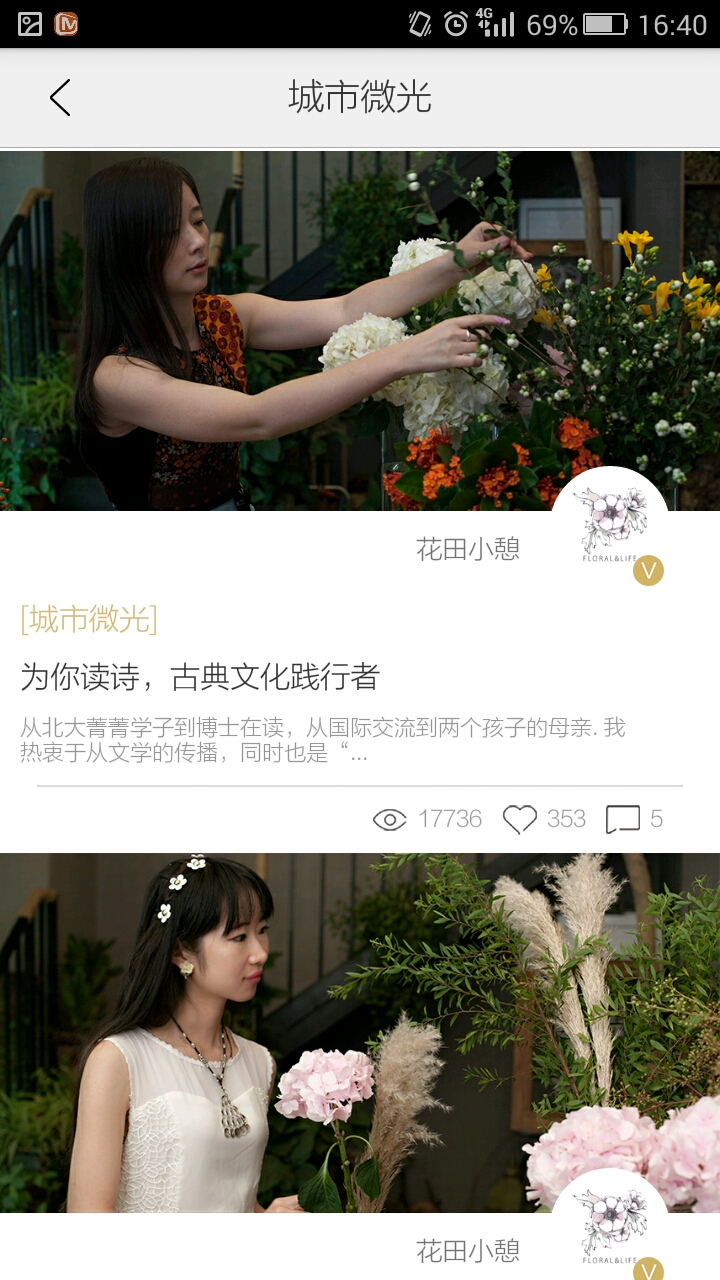 4G 69% 16:40
城市微光
花田小憩
FLORAL&LIFE
V
[城市微光]
为你读诗，古典文化践行者
从北大菁菁学子到博士在读，从国际交流到两个孩子的母亲. 我
热衷于从文学的传播，同时也是“...
17736 353 5
花田小憩
FLORAL&LIFE
V